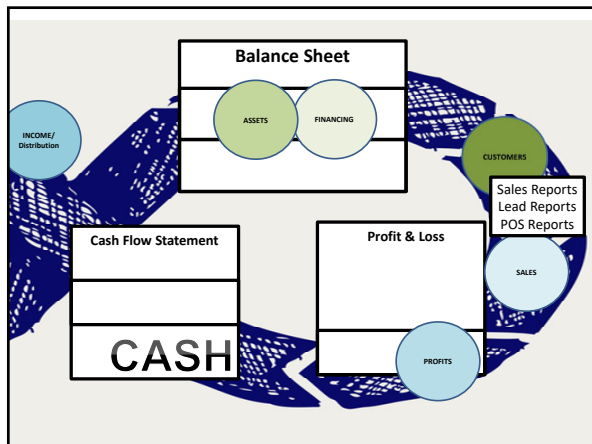 Balance Sheet
ASSETS
FINANCING
INCOME/
Distribution
CUSTOMERS
Sales Reports
Lead Reports
POS Reports
Cash Flow Statement
Profit & Loss
SALES
CASH
PROFITS